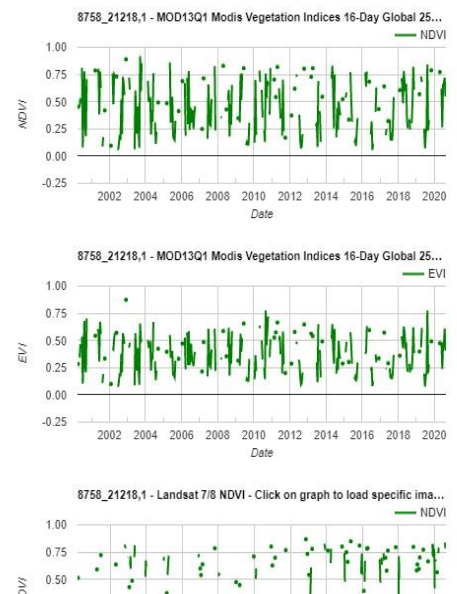 8758_21218,1 - MOD13Q1 Modis Vegetation Indices 16-Day Global 25...
NDVI
1.00
0.75
0.50
0.25
0.00
-0.25
NDVI
2002 2004 2006 2008 2010 2012 2014 2016 2018 2020
Date
8758_21218,1 - MOD13Q1 Modis Vegetation Indices 16-Day Global 25...
EVI
1.00
0.75
0.50
0.25
0.00
-0.25
EVI
2002 2004 2006 2008 2010 2012 2014 2016 2018 2020
Date
8758_21218,1 - Landsat 7/8 NDVI - Click on graph to load specific ima...
NDVI
1.00
0.75
0.50